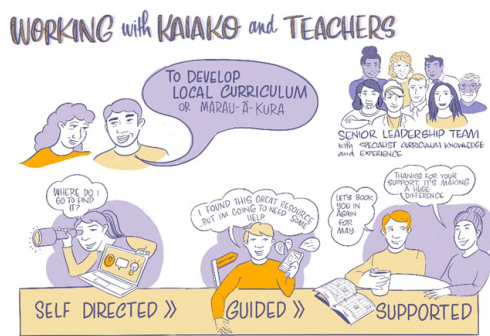 WORKING with KAIAKO and TEACHERS
TO DEVELOP
LOCAL CURRICULUM
OR MARAU-Ā-KURA
SENIOR LEADERSHIP TEAM
with SPECIALIST CURRICULUM KNOWLEDGE
and EXPERIENCE
WHERE DO I
GO TO FIND
IT?
I FOUND THIS GREAT RESOURCE
BUT I'M GOING TO NEED SOME
HELP
LET'S BOOK
YOU IN
AGAIN
FOR
MAY
THANKS FOR YOUR
SUPPORT, IT'S MAKING
A HUGE
DIFFERENCE
SELF DIRECTED »
GUIDED »
SUPPORTED